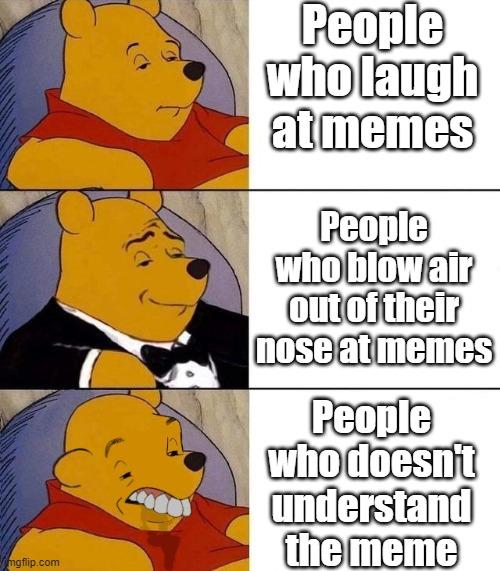 People
who laugh
at memes
People
who blow air
out of their
nose at memes
People
who doesn't
understand
the meme
imgflip.com